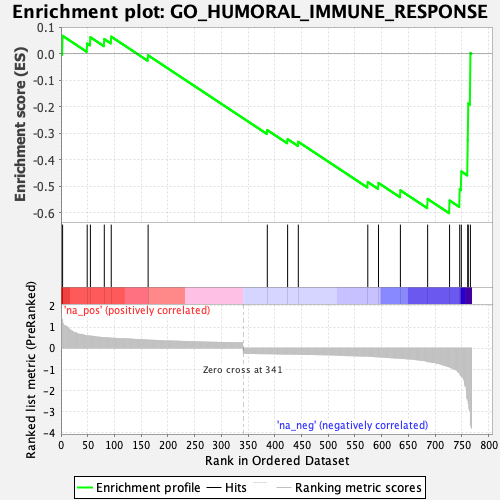 Enrichment plot: GO_HUMORAL_IMMUNE_RESPONSE
Enrichment score (ES)
0.1
0.0
-0.1
-0.2
-0.3
-0.4
-0.5
-0.6
'na_pos' (positively correlated)
Ranked list metric (PreRanked)
2
1
0
-1
-2
-3
-4
Zero cross at 341
'na_neg' (negatively correlated)
0 50 100 150 200 250 300 350 400 450 500 550 600 650 700 750 800
Rank in Ordered Dataset
Enrichment profile Hits Ranking metric scores